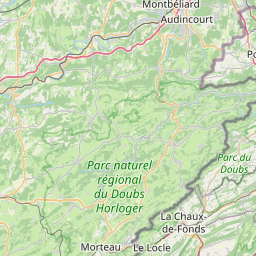 Montbéliard
Audincourt
Parc naturel
régional
du Doubs
Horloger
Parc du
Doubs
La Chaux-
de-Fonds
Morteau
Le Locle